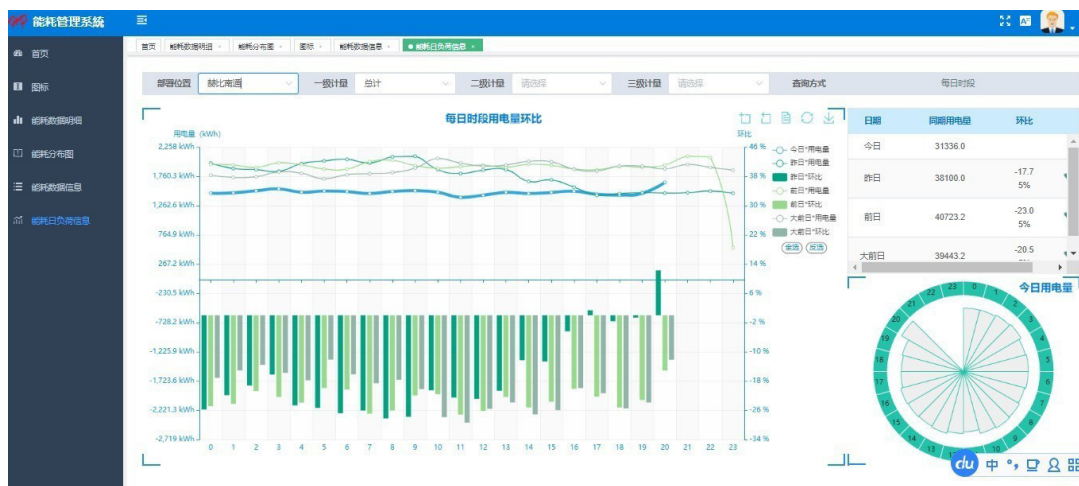 能耗管理系統
首页
图标
能耗数据明细
能耗分布图
能耗数据信息
能耗日负荷信息
首页 能耗数据明细 × 能耗分布图 × 图标 × 能耗数据信息 × 能耗日负荷信息 ×
部署位置 赫比南通 一级计量 总计 二级计量 请选择 三级计量 请选择 查询方式 每日时段
每日时段用电量环比
用电量 (kWh)
环比
2,258 kWh
1,760.3 kWh
1,262.6 kWh
764.9 kWh
267.2 kWh
-230.5 kWh
-728.2 kWh
-1,225.9 kWh
-1,723.6 kWh
-2,221.3 kWh
-2,719 kWh
46 %
38 %
30 %
22 %
14 %
6 %
-2 %
-10 %
-18 %
-26 %
-34 %
0 1 2 3 4 5 6 7 8 9 10 11 12 13 14 15 16 17 18 19 20 21 22 23
今日*用电量
昨日*用电量
昨日*环比
前日*用电量
前日*环比
大前日*用电量
大前日*环比
全选 反选
日期 同期用电量 环比
今日 31336.0
昨日 38100.0 -17.7
5%
前日 40723.2 -23.0
5%
大前日 39443.2 -20.5
今日用电量
0 1 2 3 4 5 6 7 8 9 10 13 14 15 16 17 18 19 20 21 22 23
du 中